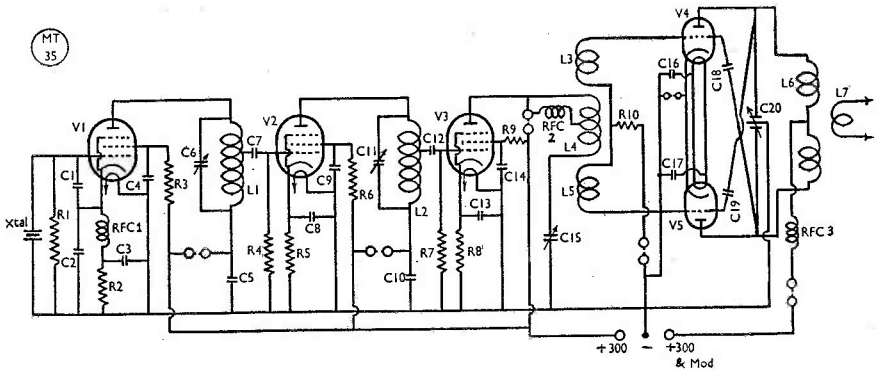 MT
35
V1
V2
V3
V4
V5
Xtal
R1
C1
C2
RFC1
R2
C3
C4
R3
C6
L1
C5
C7
R4
R5
C8
C9
R6
C11
L2
C10
C12
R7
R8
C13
C14
R9
RFC
2
L4
C15
L3
L5
R10
C16
C17
C18
C19
C20
L6
L7
RFC 3
+300
−
+300
& Mod